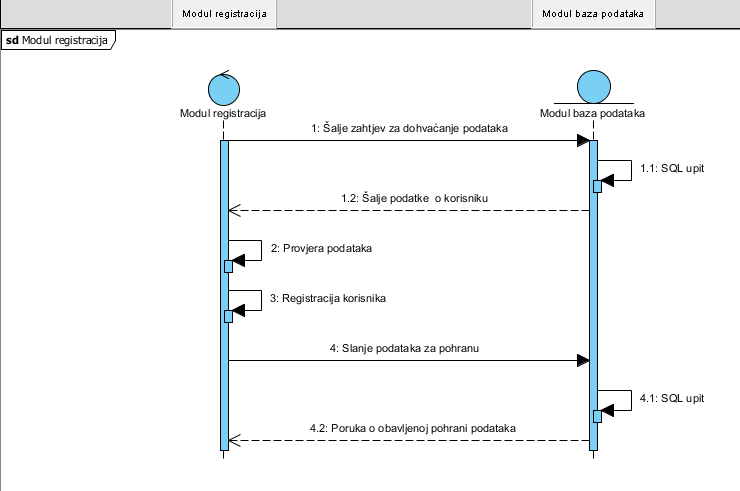 Modul registracija
Modul baza podataka
sd Modul registracija
Modul registracija
Modul baza podataka
1: Šalje zahtjev za dohvaćanje podataka
1.1: SQL upit
1.2: Šalje podatke o korisniku
2: Provjera podataka
3: Registracija korisnika
4: Slanje podataka za pohranu
4.1: SQL upit
4.2: Poruka o obavljenoj pohrani podataka